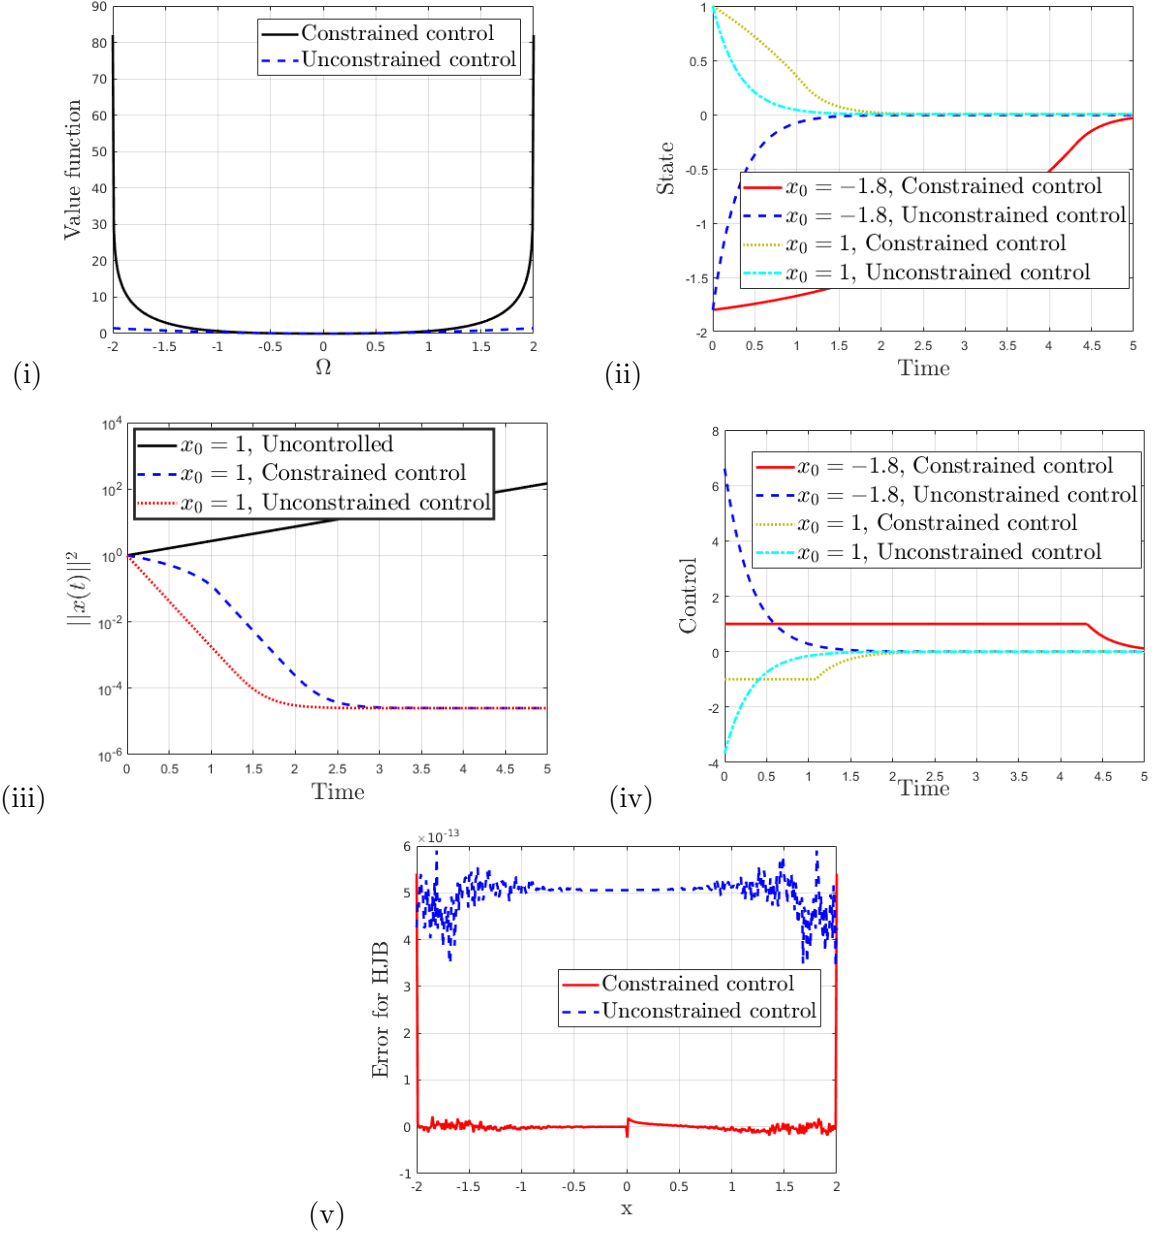 90
80
70
60
50
40
30
20
10
0
Value function
Constrained control
Unconstrained control
-2 -1.5 -1 -0.5 0 0.5 1 1.5 2
Ω
(i)
1
0.5
0
-0.5
-1
-1.5
-2
State
x₀ = −1.8, Constrained control
x₀ = −1.8, Unconstrained control
x₀ = 1, Constrained control
x₀ = 1, Unconstrained control
0 0.5 1 1.5 2 2.5 3 3.5 4 4.5 5
Time
(ii)
10⁴
10²
10⁰
10⁻²
10⁻⁴
10⁻⁶
||x(t)||²
x₀ = 1, Uncontrolled
x₀ = 1, Constrained control
x₀ = 1, Unconstrained control
0 0.5 1 1.5 2 2.5 3 3.5 4 4.5 5
Time
(iii)
8
6
4
2
0
-2
-4
Control
x₀ = −1.8, Constrained control
x₀ = −1.8, Unconstrained control
x₀ = 1, Constrained control
x₀ = 1, Unconstrained control
0 0.5 1 1.5 2 2.5 3 3.5 4 4.5 5
Time
(iv)
×10⁻¹³
6
5
4
3
2
1
0
-1
Error for HJB
Constrained control
Unconstrained control
-2 -1.5 -1 -0.5 0 0.5 1 1.5 2
x
(v)